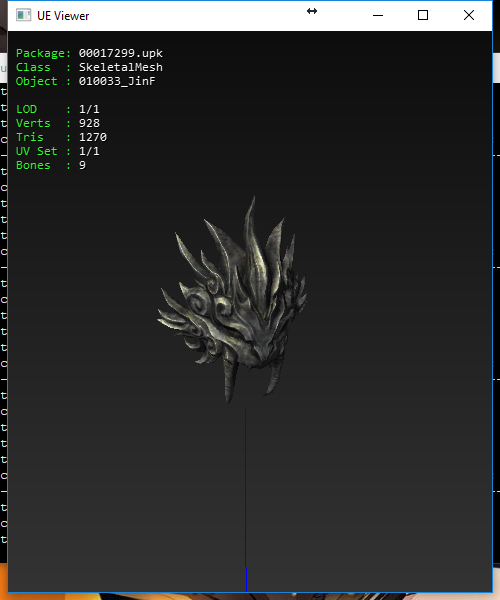 UE Viewer
Package: 00017299.upk
Class  : SkeletalMesh
Object : 010033_JinF
LOD    : 1/1
Verts  : 928
Tris   : 1270
UV Set : 1/1
Bones  : 9